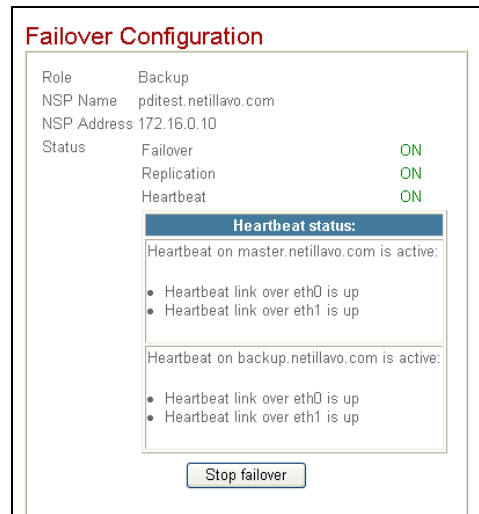 Failover Configuration
Role Backup
NSP Name pditest.netillavo.com
NSP Address 172.16.0.10
Status Failover ON
Replication ON
Heartbeat ON
Heartbeat status:
Heartbeat on master.netillavo.com is active:
• Heartbeat link over eth0 is up
• Heartbeat link over eth1 is up
Heartbeat on backup.netillavo.com is active:
• Heartbeat link over eth0 is up
• Heartbeat link over eth1 is up
Stop failover